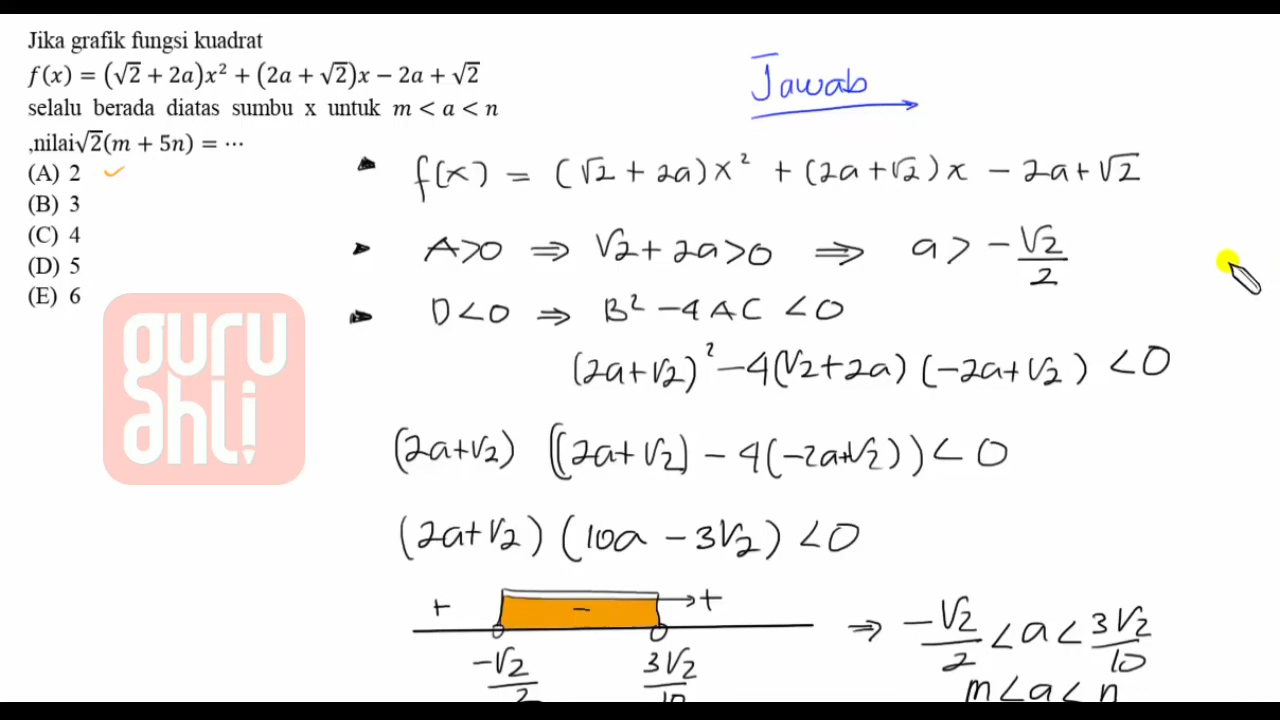 Jika grafik fungsi kuadrat
f(x) = (√2 + 2a)x² + (2a + √2)x − 2a + √2
selalu berada diatas sumbu x untuk m < a < n
,nilai√2(m + 5n) = ⋯
(A) 2
(B) 3
(C) 4
(D) 5
(E) 6
guru
ahli
Jawab
f(x) = (√2 + 2a)x² + (2a+√2)x − 2a+√2
A>0 ⇒ √2 + 2a>0 ⇒ a> −√2/2
D<0 ⇒ B² −4AC <0
(2a+√2)² −4(√2+2a)(−2a+√2) <0
(2a+√2) ((2a+√2) − 4(−2a+√2)) < 0
(2a+√2)(10a − 3√2) <0
+ − +
−√2/2 3√2/10
⇒ −√2/2 < a < 3√2/10
m < a < n